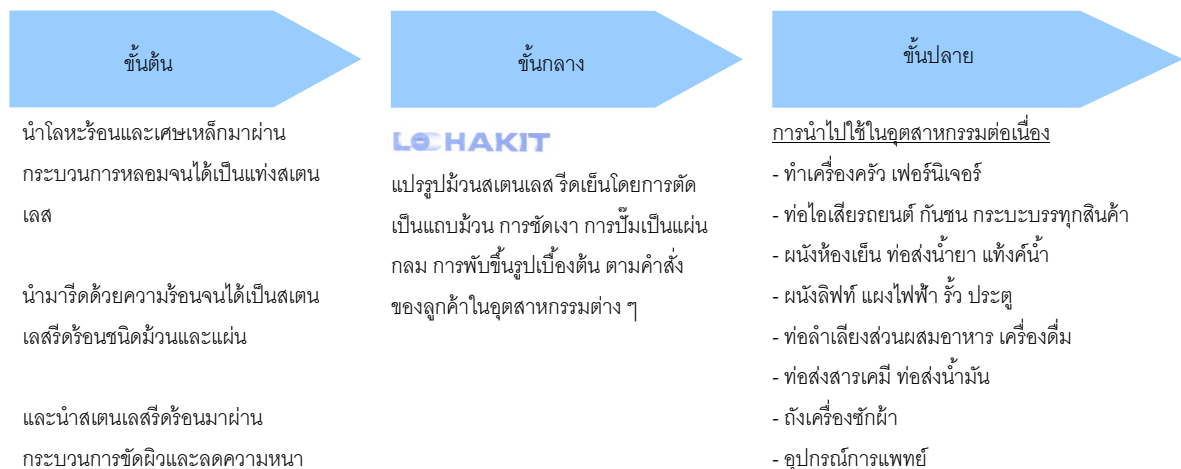 ขั้นต้น
นำโลหะร้อนและเศษเหล็กมาผ่าน
กระบวนการหลอมจนได้เป็นแท่งสเตน
เลส
นำมารีดด้วยความร้อนจนได้เป็นสเตน
เลสรีดร้อนชนิดม้วนและแผ่น
และนำสเตนเลสรีดร้อนมาผ่าน
กระบวนการขัดผิวและลดความหนา
ขั้นกลาง
LOHAKIT
แปรรูปม้วนสเตนเลส รีดเย็นโดยการตัด
เป็นแถบม้วน การขัดเงา การปั๊มเป็นแผ่น
กลม การพับขึ้นรูปเบื้องต้น ตามคำสั่ง
ของลูกค้าในอุตสาหกรรมต่าง ๆ
ขั้นปลาย
การนำไปใช้ในอุตสาหกรรมต่อเนื่อง
- ทำเครื่องครัว เฟอร์นิเจอร์
- ท่อไอเสียรถยนต์ กันชน กระบะบรรทุกสินค้า
- ผนังห้องเย็น ท่อส่งน้ำยา แท้งค์น้ำ
- ผนังลิฟท์ แผงไฟฟ้า รั้ว ประตู
- ท่อลำเลียงส่วนผสมอาหาร เครื่องดื่ม
- ท่อส่งสารเคมี ท่อส่งน้ำมัน
- ถังเครื่องซักผ้า
- อุปกรณ์การแพทย์